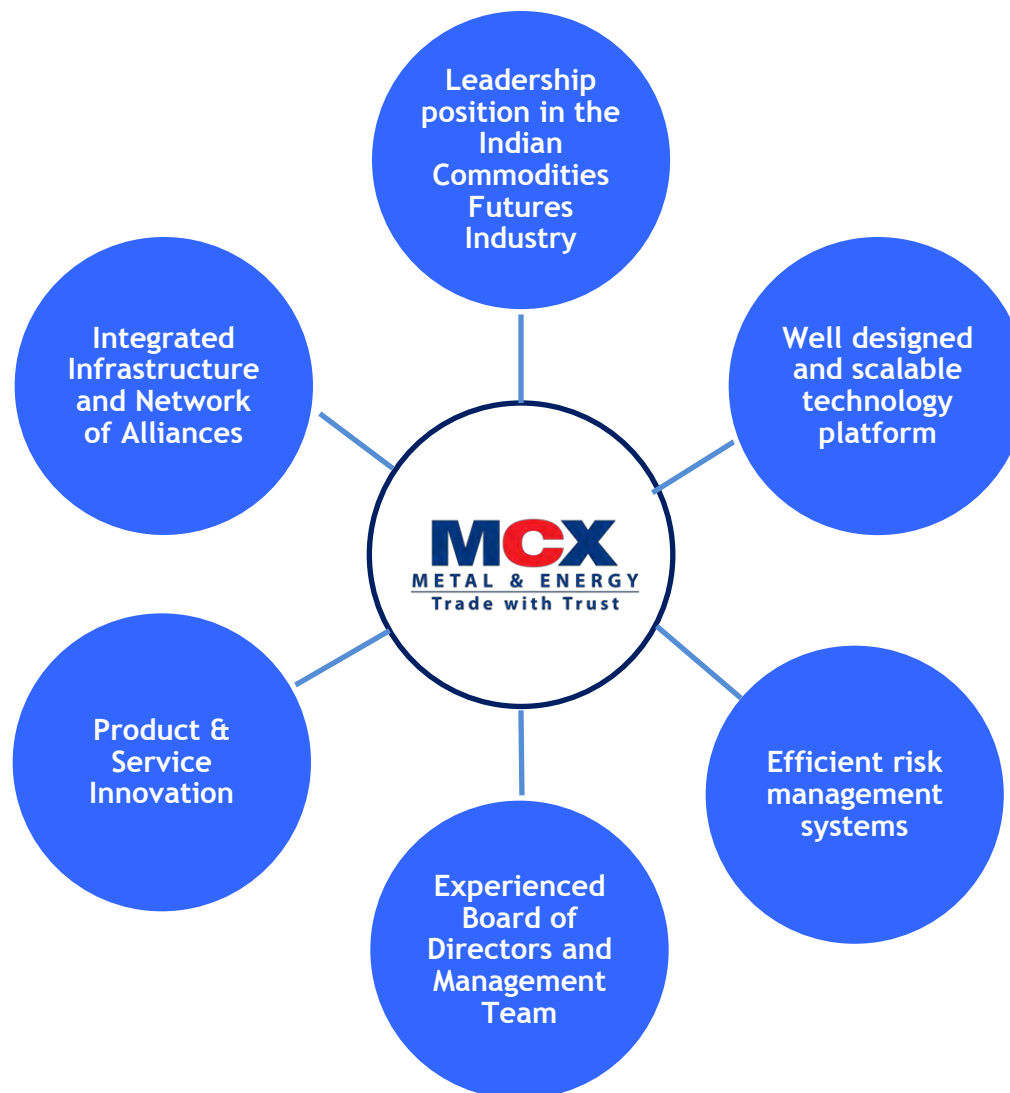 Leadership
position in the
Indian
Commodities
Futures
Industry
Well designed
and scalable
technology
platform
Efficient risk
management
systems
Experienced
Board of
Directors and
Management
Team
Product &
Service
Innovation
Integrated
Infrastructure
and Network
of Alliances
MCX
METAL & ENERGY
Trade with Trust